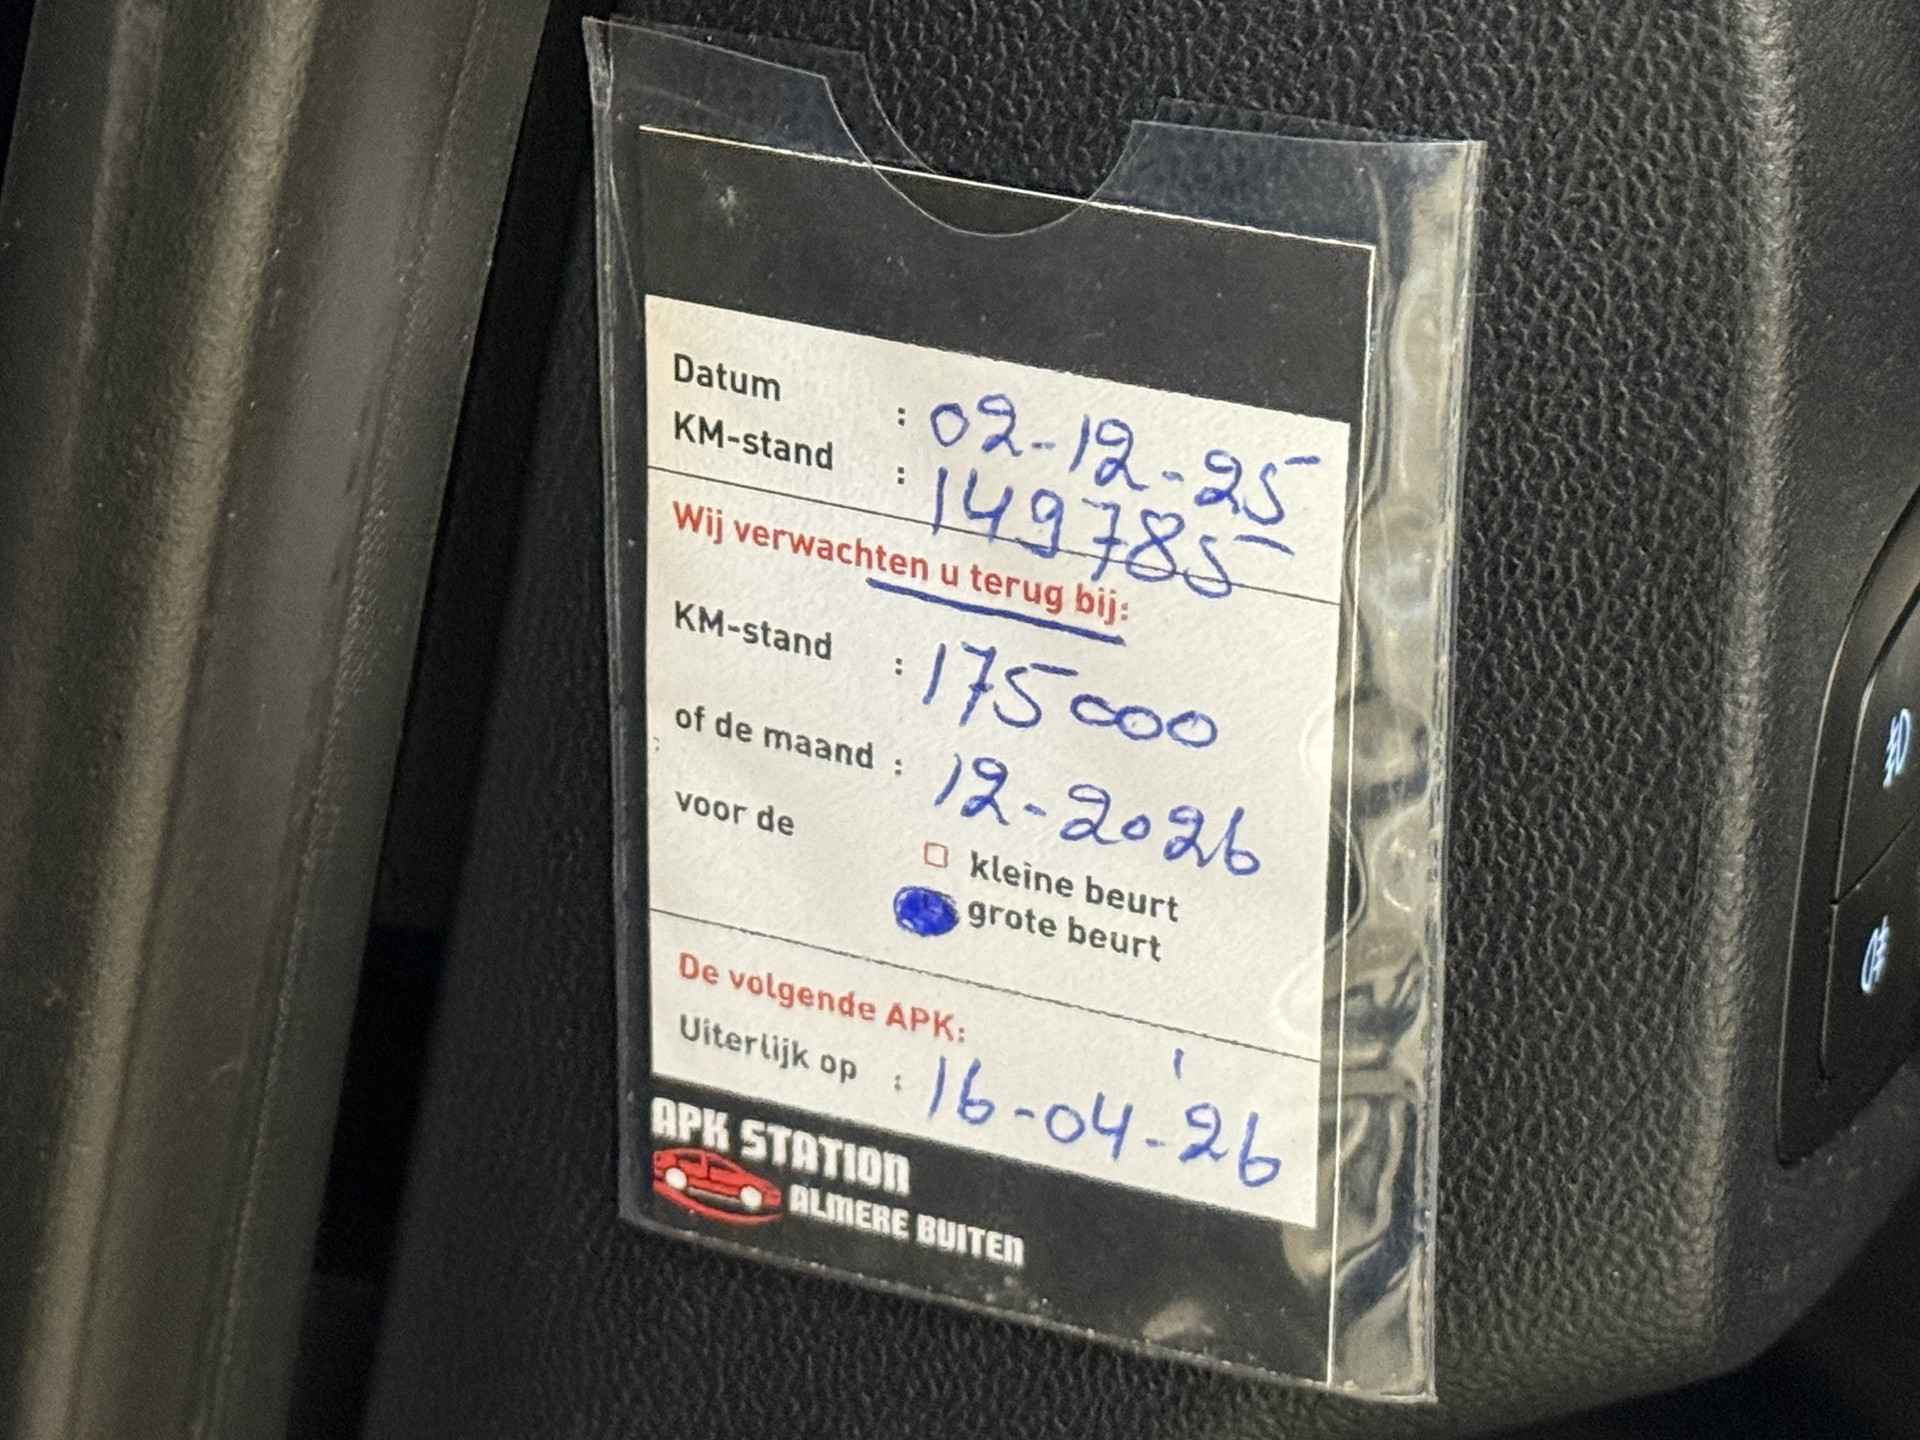 Datum : 02-12-25
KM-stand : 149785
Wij verwachten u terug bij:
KM-stand : 175000
of de maand : 12-2026
voor de
kleine beurt
grote beurt
De volgende APK:
Uiterlijk op : 16-04-26
APK STATION
ALMERE BUITEN